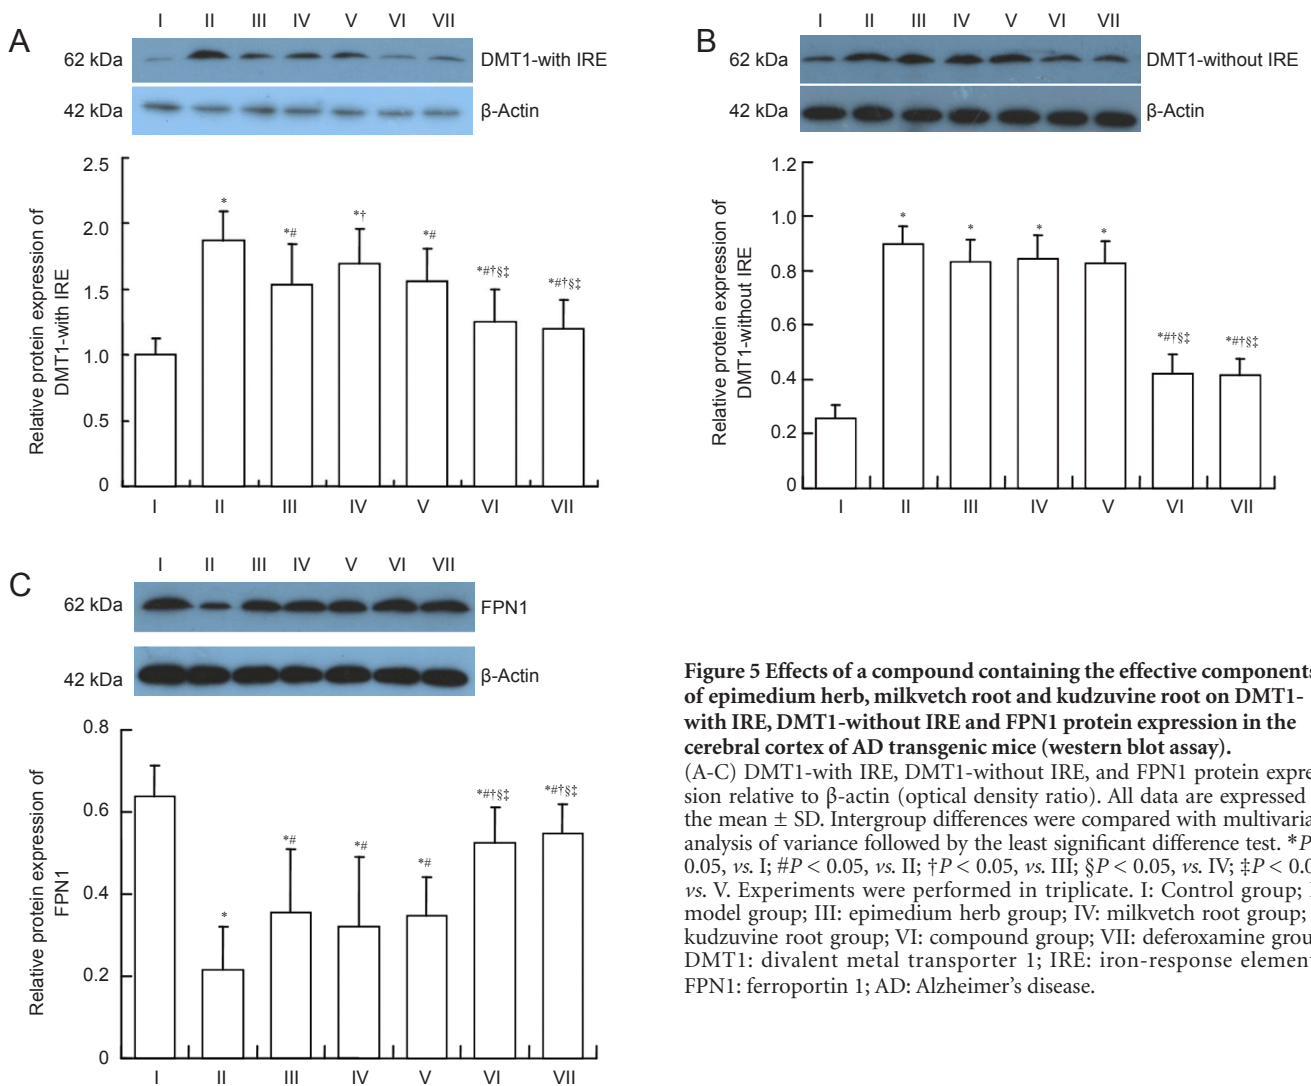 A
I II III IV V VI VII
62 kDa DMT1-with IRE
42 kDa β-Actin
Relative protein expression of
DMT1-with IRE
2.5
2.0
1.5
1.0
0.5
0
* *# *† *# *#†§‡ *#†§‡
I II III IV V VI VII
B
I II III IV V VI VII
62 kDa DMT1-without IRE
42 kDa β-Actin
Relative protein expression of
DMT1-without IRE
1.2
1.0
0.8
0.6
0.4
0.2
0
* * * * *#†§‡ *#†§‡
I II III IV V VI VII
C
I II III IV V VI VII
62 kDa FPN1
42 kDa β-Actin
Relative protein expression of
FPN1
0.8
0.6
0.4
0.2
0
* *# *# *# *#†§‡ *#†§‡
I II III IV V VI VII
Figure 5 Effects of a compound containing the effective components
of epimedium herb, milkvetch root and kudzuvine root on DMT1-
with IRE, DMT1-without IRE and FPN1 protein expression in the
cerebral cortex of AD transgenic mice (western blot assay).
(A-C) DMT1-with IRE, DMT1-without IRE, and FPN1 protein expre
sion relative to β-actin (optical density ratio). All data are expressed
the mean ± SD. Intergroup differences were compared with multivaria
analysis of variance followed by the least significant difference test. *P
0.05, vs. I; #P < 0.05, vs. II; †P < 0.05, vs. III; §P < 0.05, vs. IV; ‡P < 0.0
vs. V. Experiments were performed in triplicate. I: Control group;
model group; III: epimedium herb group; IV: milkvetch root group;
kudzuvine root group; VI: compound group; VII: deferoxamine grou
DMT1: divalent metal transporter 1; IRE: iron-response element
FPN1: ferroportin 1; AD: Alzheimer's disease.